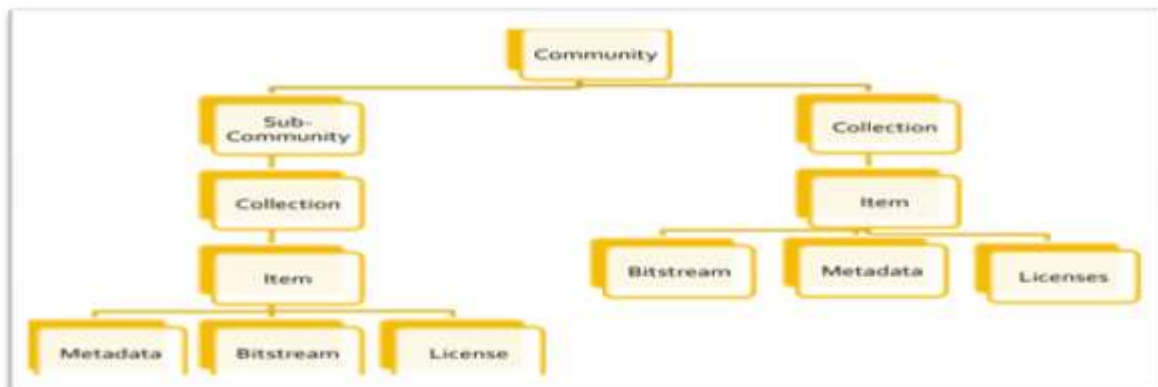 Community
Sub-
Community
Collection
Collection
Item
Item
Bitstream
Metadata
Licenses
Metadata
Bitstream
License